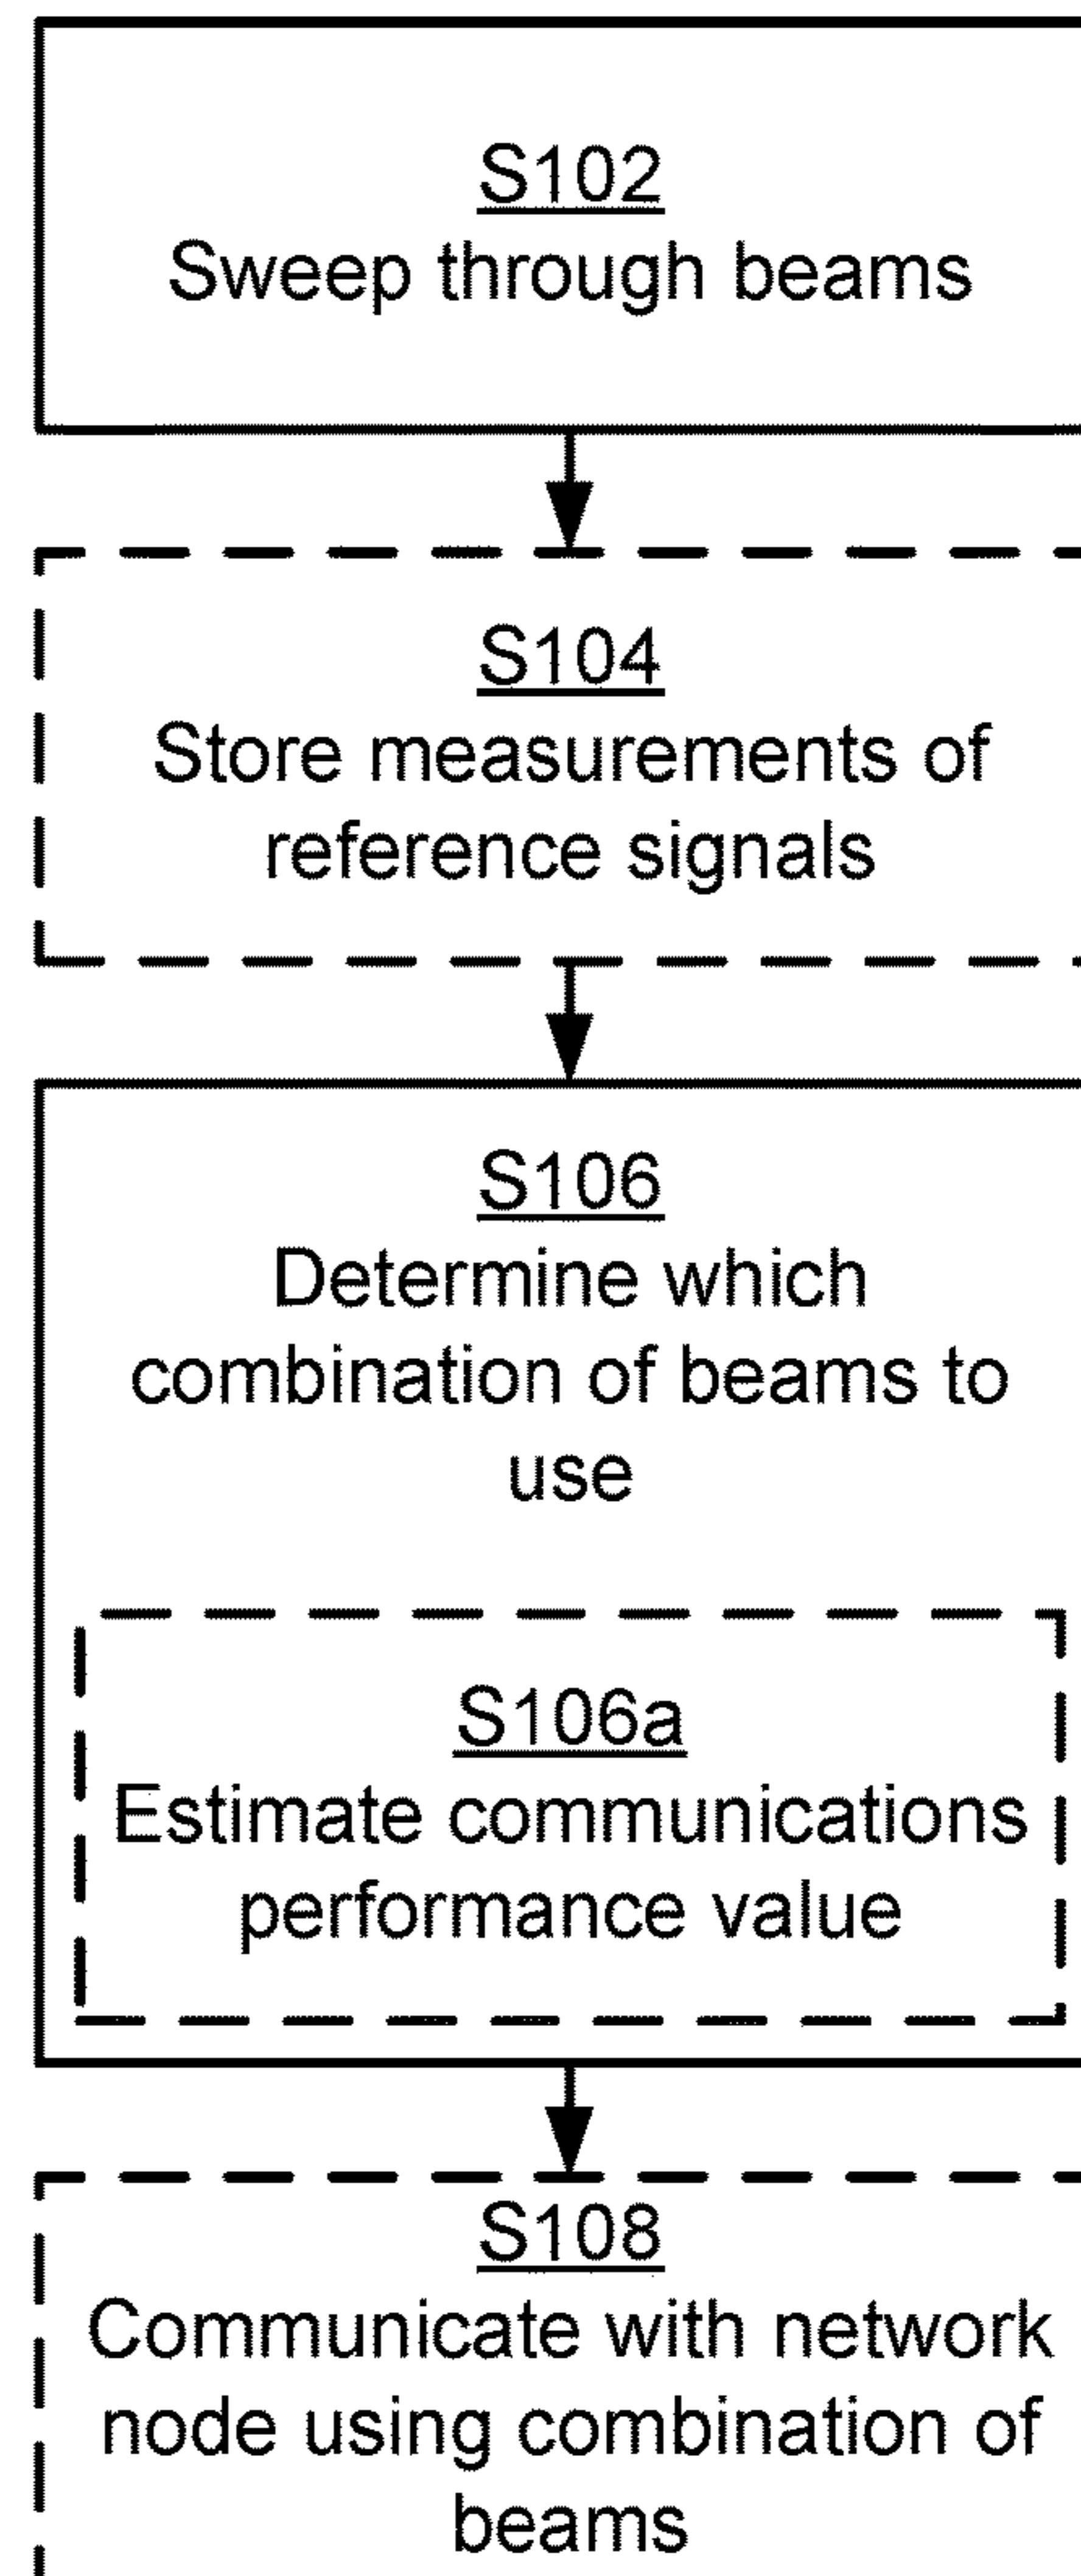 S102
Sweep through beams
S104
Store measurements of
reference signals
S106
Determine which
combination of beams to
use
S106a
Estimate communications
performance value
S108
Communicate with network
node using combination of
beams